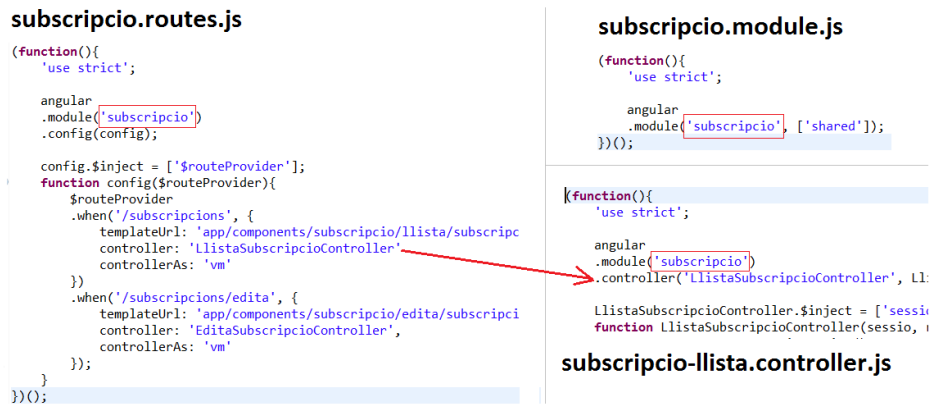 subscripcio.routes.js
(function(){
    'use strict';

    angular
    .module('subscripcio')
    .config(config);

    config.$inject = ['$routeProvider'];
    function config($routeProvider){
        $routeProvider
        .when('/subscripcions', {
            templateUrl: 'app/components/subscripcio/llista/subscripc
            controller: 'LlistaSubscripcioController'
            controllerAs: 'vm'
        })
        .when('/subscripcions/edita', {
            templateUrl: 'app/components/subscripcio/edita/subscripci
            controller: 'EditaSubscripcioController',
            controllerAs: 'vm'
        });
    }
})();
subscripcio.module.js
(function(){
    'use strict';

    angular
    .module('subscripcio', ['shared']);
})();
(function(){
    'use strict';

    angular
    .module('subscripcio')
    .controller('LlistaSubscripcioController', Lli
    LlistaSubscripcioController.$inject = ['sessi
    function LlistaSubscripcioController(sessio,
subscripcio-llista.controller.js